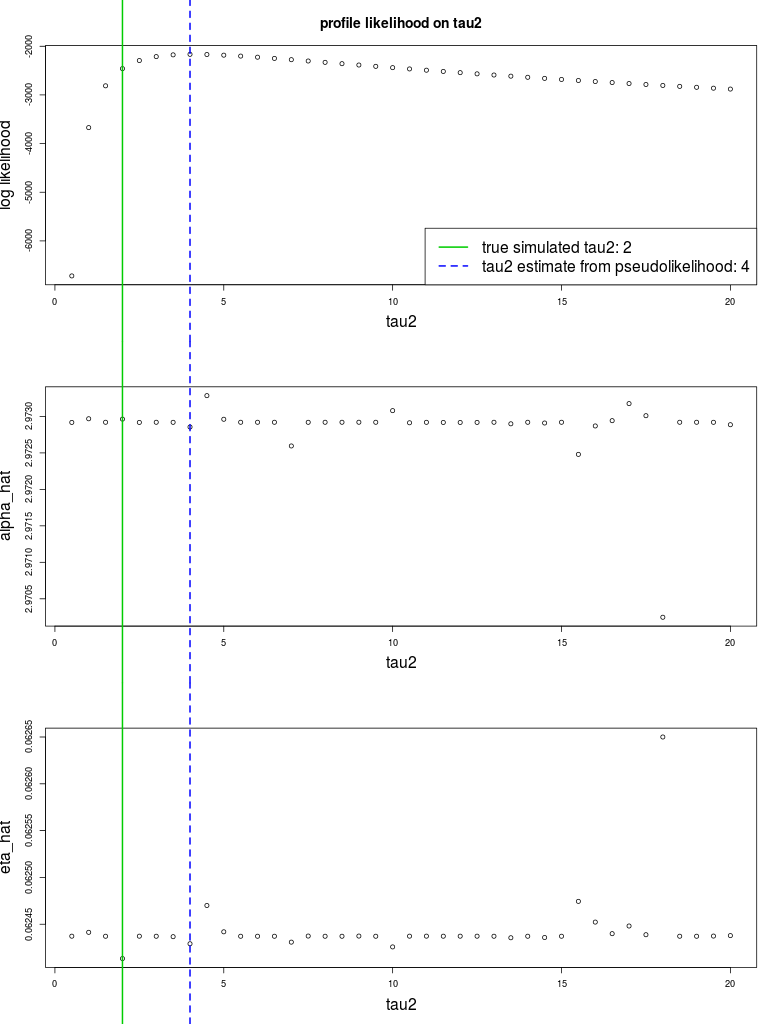 profile likelihood on tau2
log likelihood
-2000
-3000
-4000
-5000
-6000
true simulated tau2: 2
tau2 estimate from pseudolikelihood: 4
0 5 10 15 20
tau2
alpha_hat
2.9730
2.9725
2.9720
2.9715
2.9710
2.9705
0 5 10 15 20
tau2
eta_hat
0.06265
0.06260
0.06255
0.06250
0.06245
0 5 10 15 20
tau2